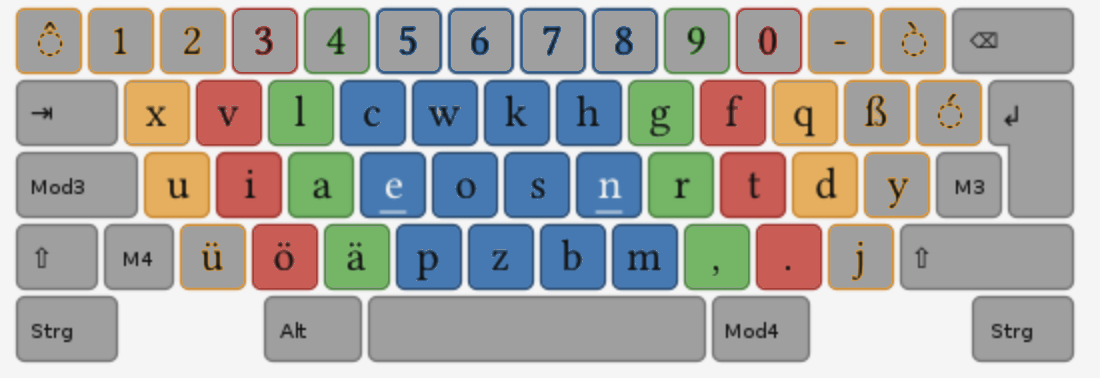 ◌̂ 1 2 3 4 5 6 7 8 9 0 - ◌̀ ⌫
⇥ x v l c w k h g f q ß ◌́ ↲
Mod3 u i a e o s n r t d y M3
⇧ M4 ü ö ä p z b m , . j ⇧
Strg Alt Mod4 Strg